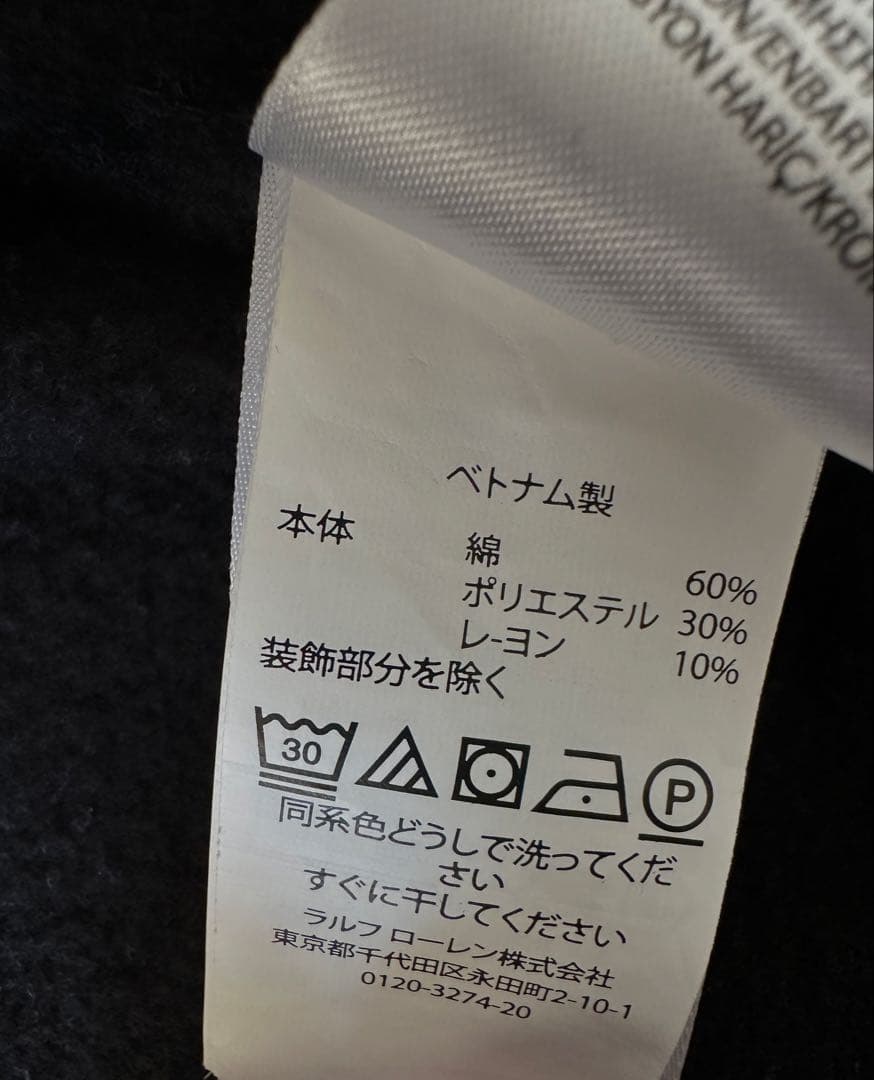 YON HARİÇ/KRON
ON/ENBART
ベトナム製
本体
綿 60%
ポリエステル 30%
レ-ヨン 10%
装飾部分を除く
30
P
同系色どうしで洗ってくだ
さい
すぐに干してください
ラルフ ローレン株式会社
東京都千代田区永田町2-10-1
0120-3274-20